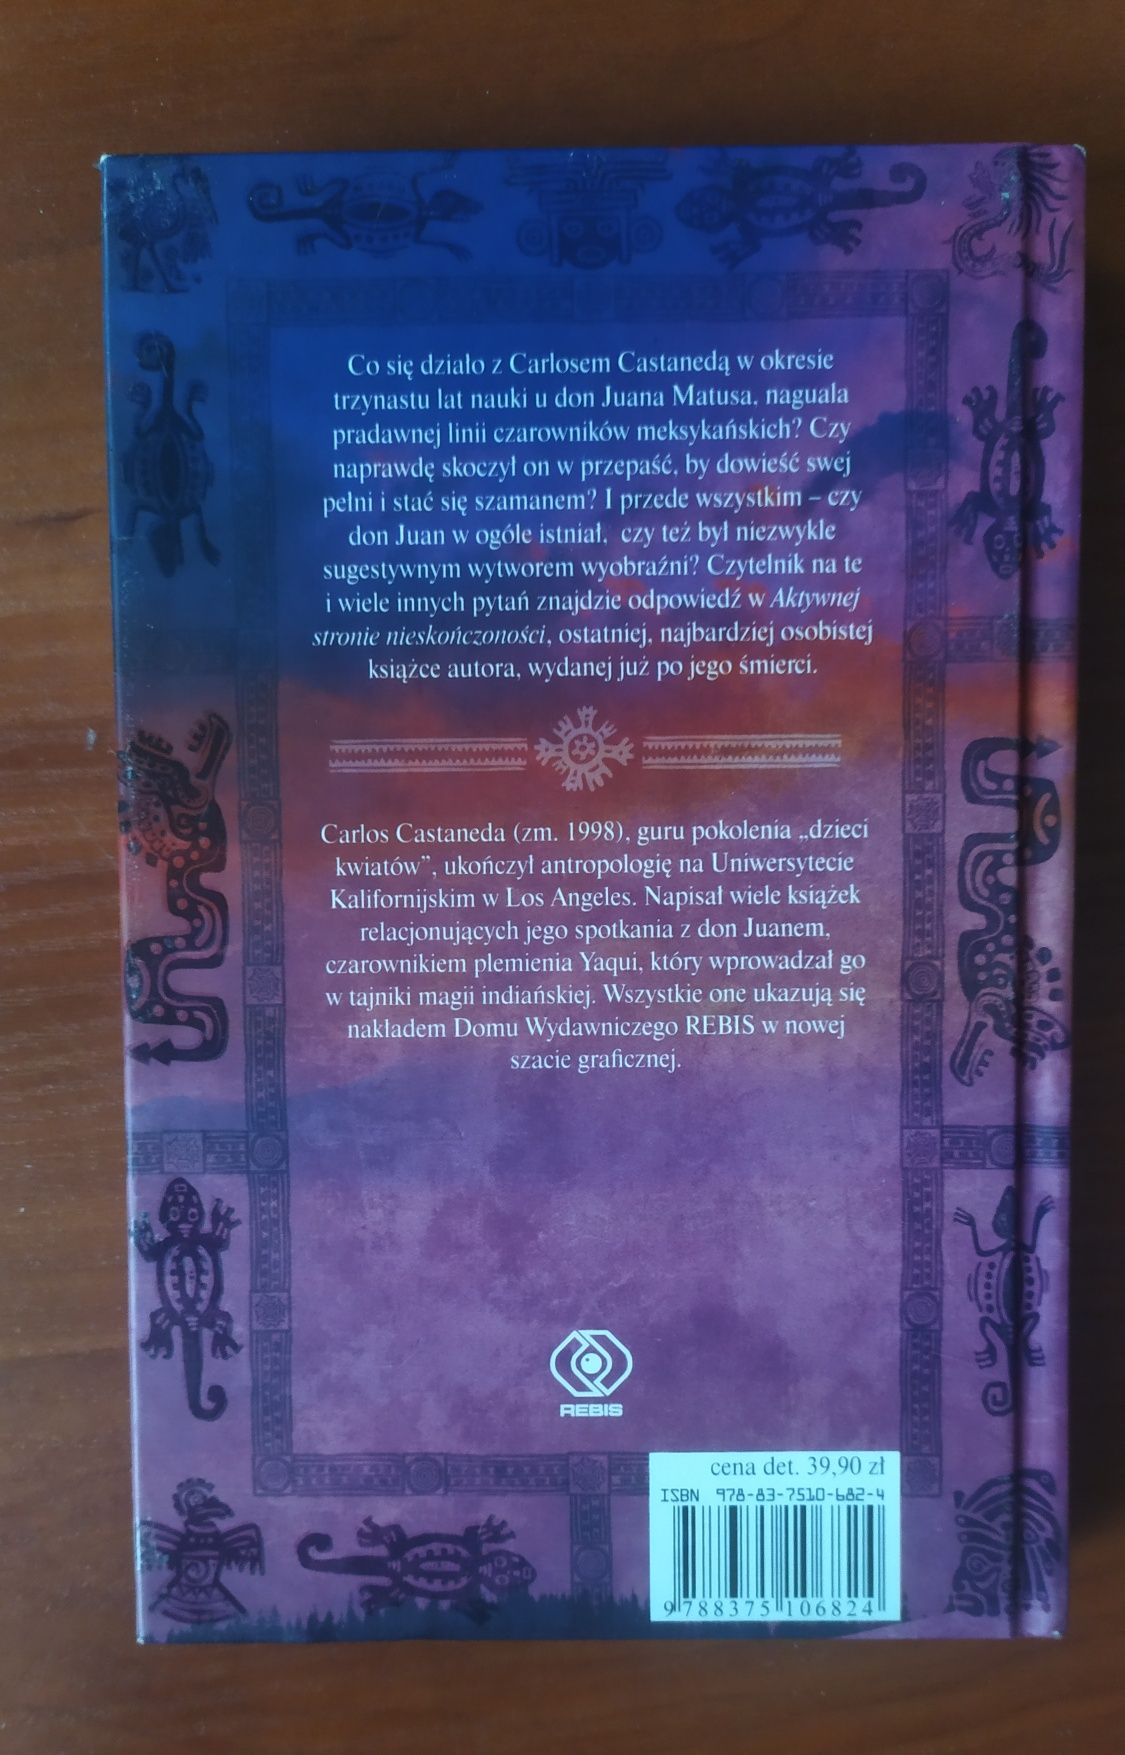 Co się działo z Carlosem Castanedą w okresie
trzynastu lat nauki u don Juana Matusa, naguala
pradawnej linii czarowników meksykańskich? Czy
naprawdę skoczył on w przepaść, by dowieść swej
pełni i stać się szamanem? I przede wszystkim – czy
don Juan w ogóle istniał, czy też był niezwykle
sugestywnym wytworem wyobraźni? Czytelnik na te
i wiele innych pytań znajdzie odpowiedź w Aktywnej
stronie nieskończoności, ostatniej, najbardziej osobistej
książce autora, wydanej już po jego śmierci.
Carlos Castaneda (zm. 1998), guru pokolenia „dzieci
kwiatów”, ukończył antropologię na Uniwersytecie
Kalifornijskim w Los Angeles. Napisał wiele książek
relacjonujących jego spotkania z don Juanem,
czarownikiem plemienia Yaqui, który wprowadzał go
w tajniki magii indiańskiej. Wszystkie one ukazują się
nakładem Domu Wydawniczego REBIS w nowej
szacie graficznej.
REBIS
cena det. 39,90 zł
ISBN 978-83-7510-682-4
9 788375 106824